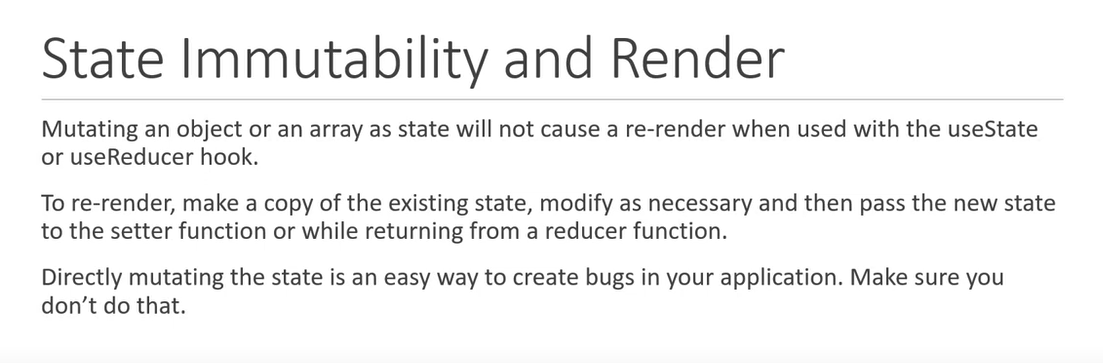 State Immutability and Render
Mutating an object or an array as state will not cause a re-render when used with the useState
or useReducer hook.
To re-render, make a copy of the existing state, modify as necessary and then pass the new state
to the setter function or while returning from a reducer function.
Directly mutating the state is an easy way to create bugs in your application. Make sure you
don’t do that.